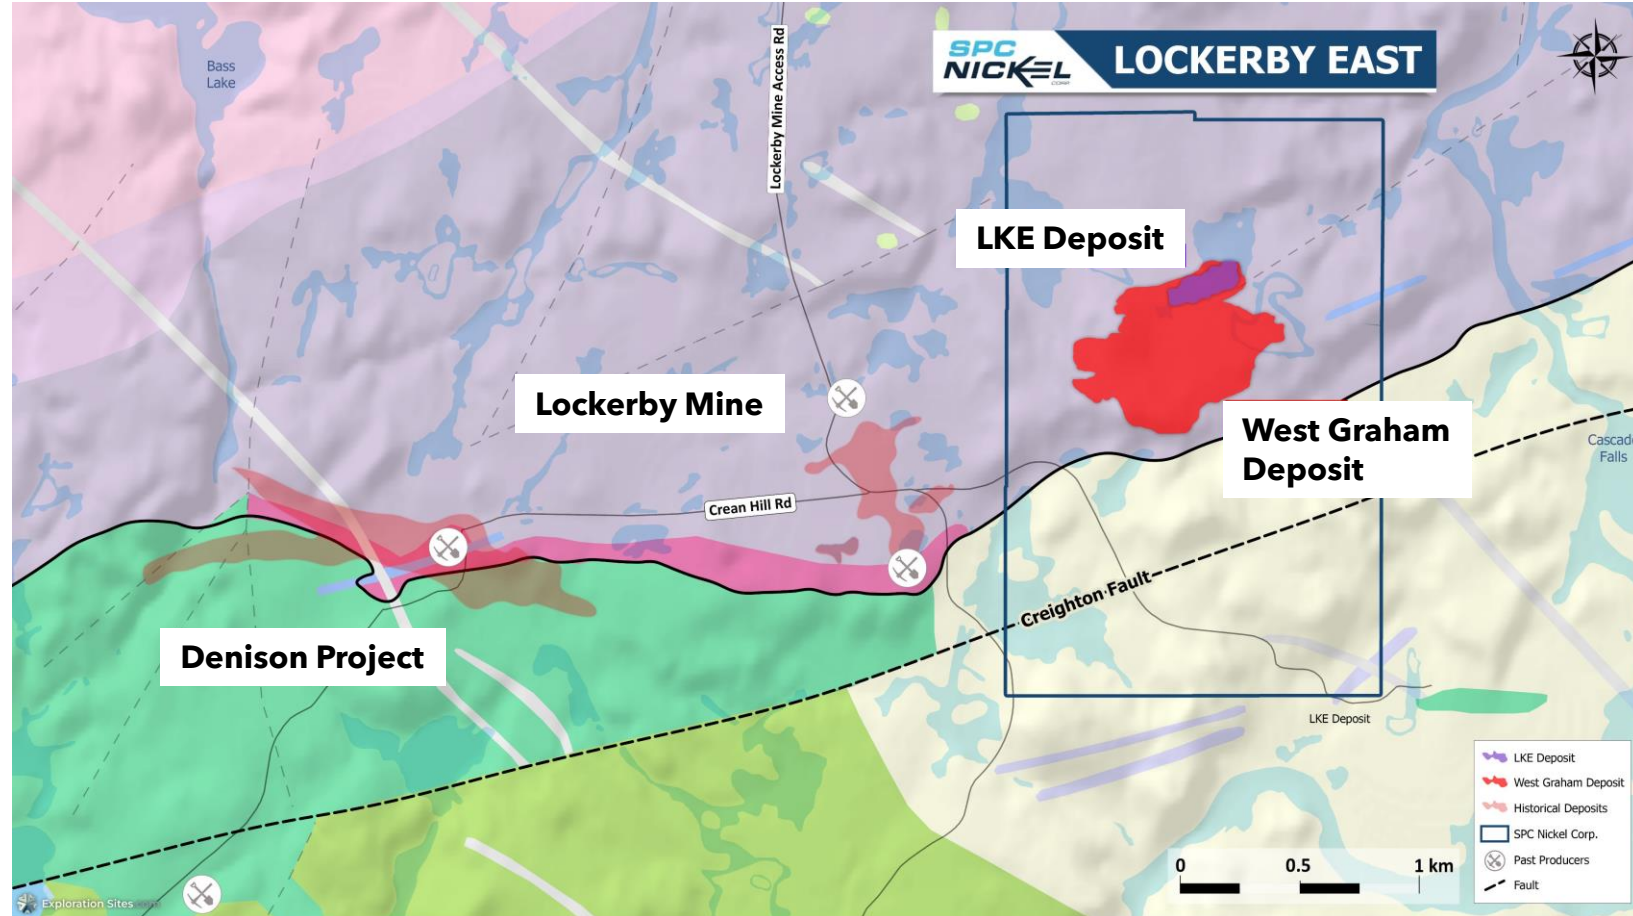 Bass
Lake
Lockerby Mine Access Rd
SPC
NICKEL
CORP.
LOCKERBY EAST
LKE Deposit
Lockerby Mine
West Graham
Deposit
Cascade
Falls
Crean Hill Rd
Creighton Fault
Denison Project
LKE Deposit
LKE Deposit
West Graham Deposit
Historical Deposits
SPC Nickel Corp.
Past Producers
Fault
0 0.5 1 km
Exploration Sites